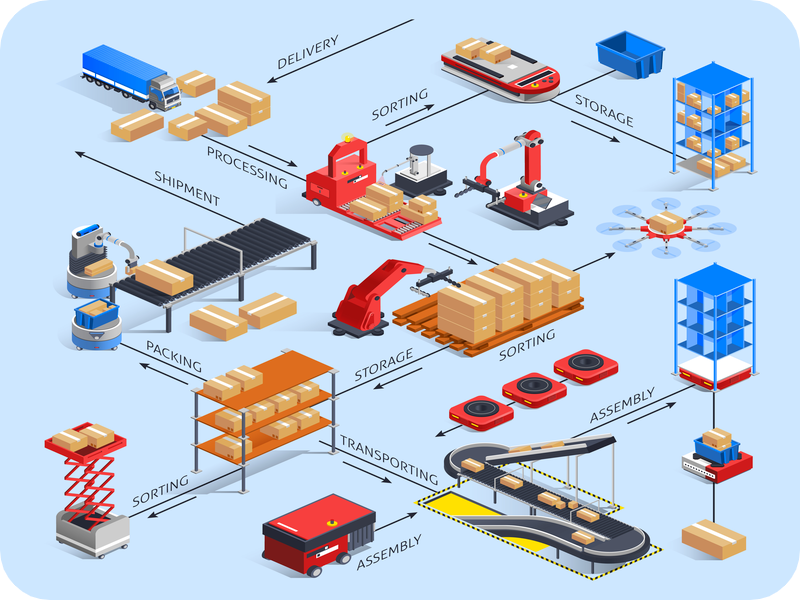 DELIVERY
SORTING
STORAGE
PROCESSING
SHIPMENT
SORTING
STORAGE
PACKING
ASSEMBLY
TRANSPORTING
SORTING
ASSEMBLY